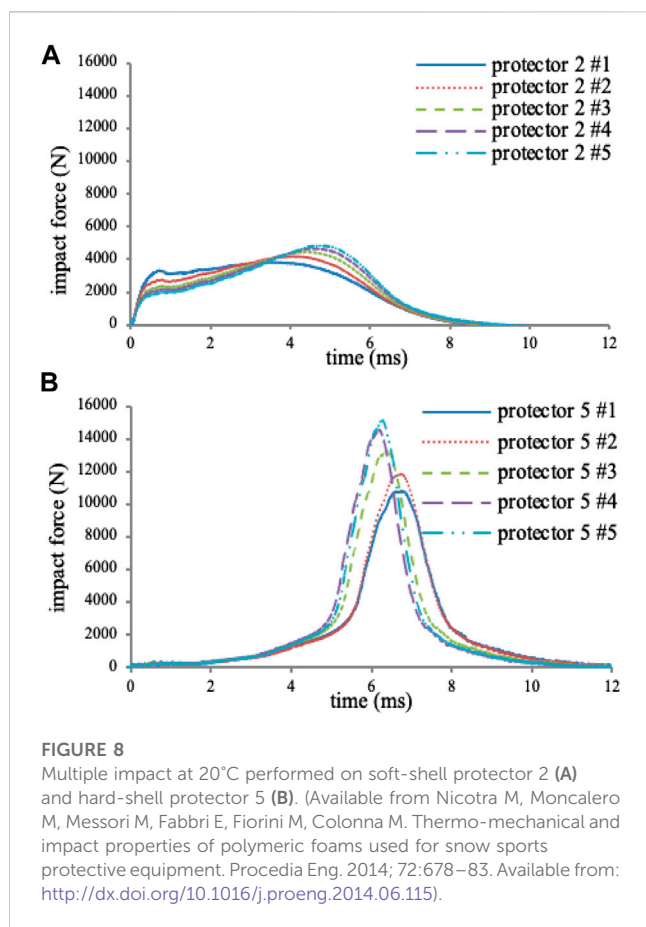 A
16000
14000
12000
10000
8000
6000
4000
2000
0
impact force (N)
protector 2 #1
protector 2 #2
protector 2 #3
protector 2 #4
protector 2 #5
0 2 4 6 8 10 12
time (ms)
B
16000
14000
12000
10000
8000
6000
4000
2000
0
impact force (N)
protector 5 #1
protector 5 #2
protector 5 #3
protector 5 #4
protector 5 #5
0 2 4 6 8 10 12
time (ms)
FIGURE 8
Multiple impact at 20°C performed on soft-shell protector 2 (A)
and hard-shell protector 5 (B). (Available from Nicotra M, Moncalero
M, Messori M, Fabbri E, Fiorini M, Colonna M. Thermo-mechanical and
impact properties of polymeric foams used for snow sports
protective equipment. Procedia Eng. 2014; 72:678–83. Available from:
http://dx.doi.org/10.1016/j.proeng.2014.06.115).